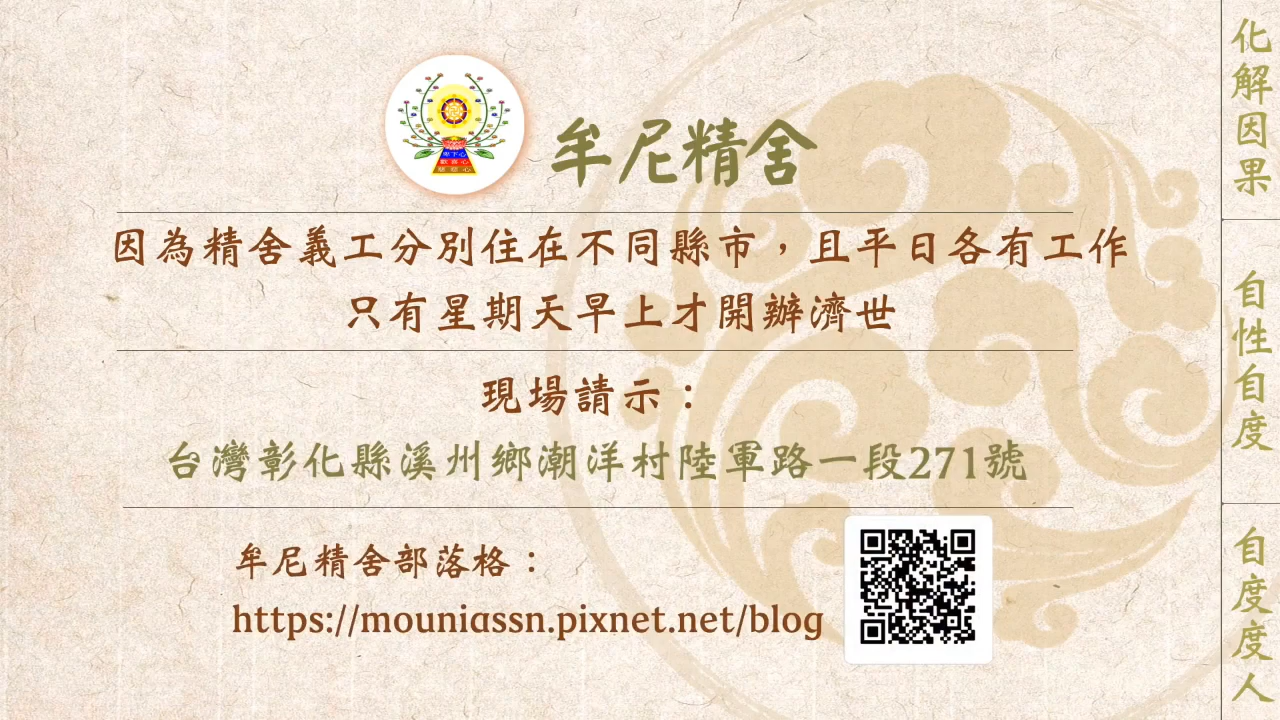 牟尼精舍
因為精舍義工分別住在不同縣市，且平日各有工作
只有星期天早上才開辦濟世
現場請示：
台灣彰化縣溪州鄉潮洋村陸軍路一段271號
牟尼精舍部落格：
https://mouniassn.pixnet.net/blog
化解因果
自性自度
自度度人